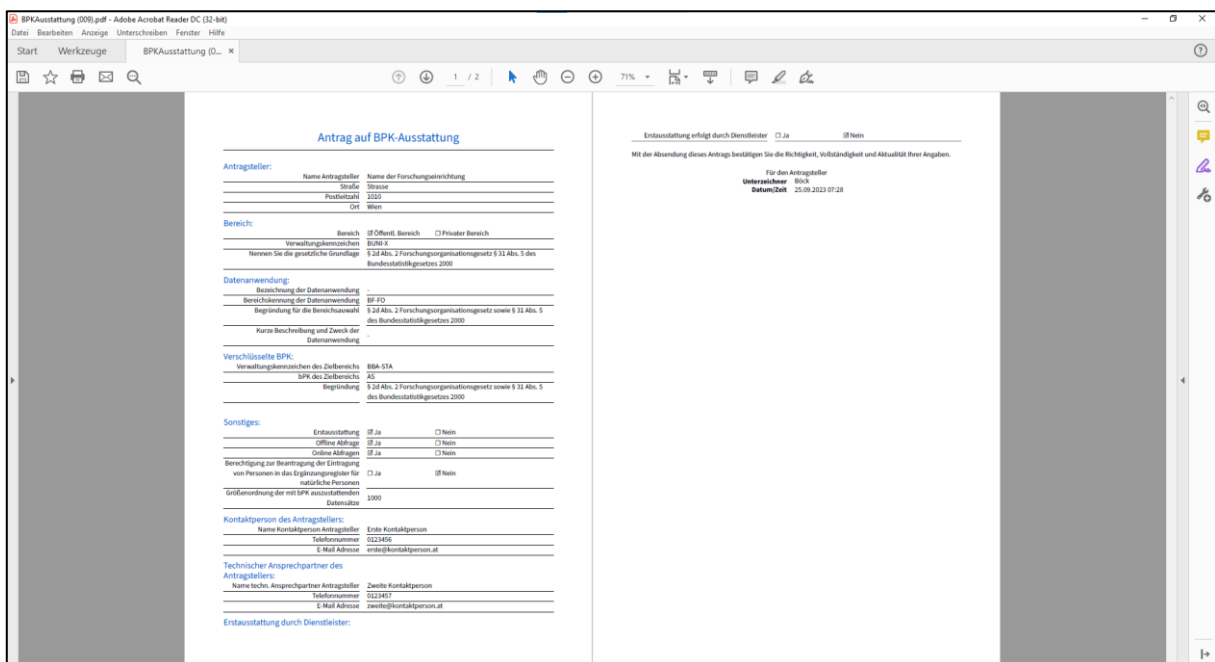 BPKAusstattung (009).pdf - Adobe Acrobat Reader DC (32-bit)
Datei Bearbeiten Anzeige Unterschreiben Fenster Hilfe
Start Werkzeuge BPKAusstattung (0... ×
1 / 2 71%
Antrag auf BPK-Ausstattung
Antragsteller:
Name Antragsteller Name der Forschungseinrichtung
Straße Strasse
Postleitzahl 1010
Ort Wien
Bereich:
Bereich ☑ Öffentl. Bereich ☐ Privater Bereich
Verwaltungskennzeichen BUNI-X
Nennen Sie die gesetzliche Grundlage § 2d Abs. 2 Forschungsorganisationsgesetz § 31 Abs. 5 des
Bundesstatistikgesetzes 2000
Datenanwendung:
Bezeichnung der Datenanwendung -
Bereichskennung der Datenanwendung BF-FO
Begründung für die Bereichsauwahl § 2d Abs. 2 Forschungsorganisationsgesetz sowie § 31 Abs. 5
des Bundesstatistikgesetzes 2000
Kurze Beschreibung und Zweck der
Datenanwendung -
Verschlüsselte BPK:
Verwaltungskennzeichen des Zielbereichs BBA-STA
bPK des Zielbereichs AS
Begründung § 2d Abs. 2 Forschungsorganisationsgesetz sowie § 31 Abs. 5
des Bundesstatistikgesetzes 2000
Sonstiges:
Erstausstattung ☑ Ja ☐ Nein
Offline Abfrage ☑ Ja ☐ Nein
Online Abfragen ☑ Ja ☐ Nein
Berechtigung zur Beantragung der Eintragung
von Personen in das Ergänzungsregister für ☐ Ja ☑ Nein
natürliche Personen
Größenordnung der mit bPK auszustattenden
Datensätze 1000
Kontaktperson des Antragstellers:
Name Kontaktperson Antragsteller Erste Kontaktperson
Telefonnummer 0123456
E-Mail Adresse erste@kontaktperson.at
Technischer Ansprechpartner des
Antragstellers:
Name techn. Ansprechpartner Antragsteller Zweite Kontaktperson
Telefonnummer 0123457
E-Mail Adresse zweite@kontaktperson.at
Erstausstattung durch Dienstleister:
Erstausstattung erfolgt durch Dienstleister ☐ Ja ☑ Nein
Mit der Absendung dieses Antrags bestätigen Sie die Richtigkeit, Vollständigkeit und Aktualität Ihrer Angaben.
Für den Antragsteller
Unterzeichner Böck
Datum/Zeit 25.09.2023 07:28